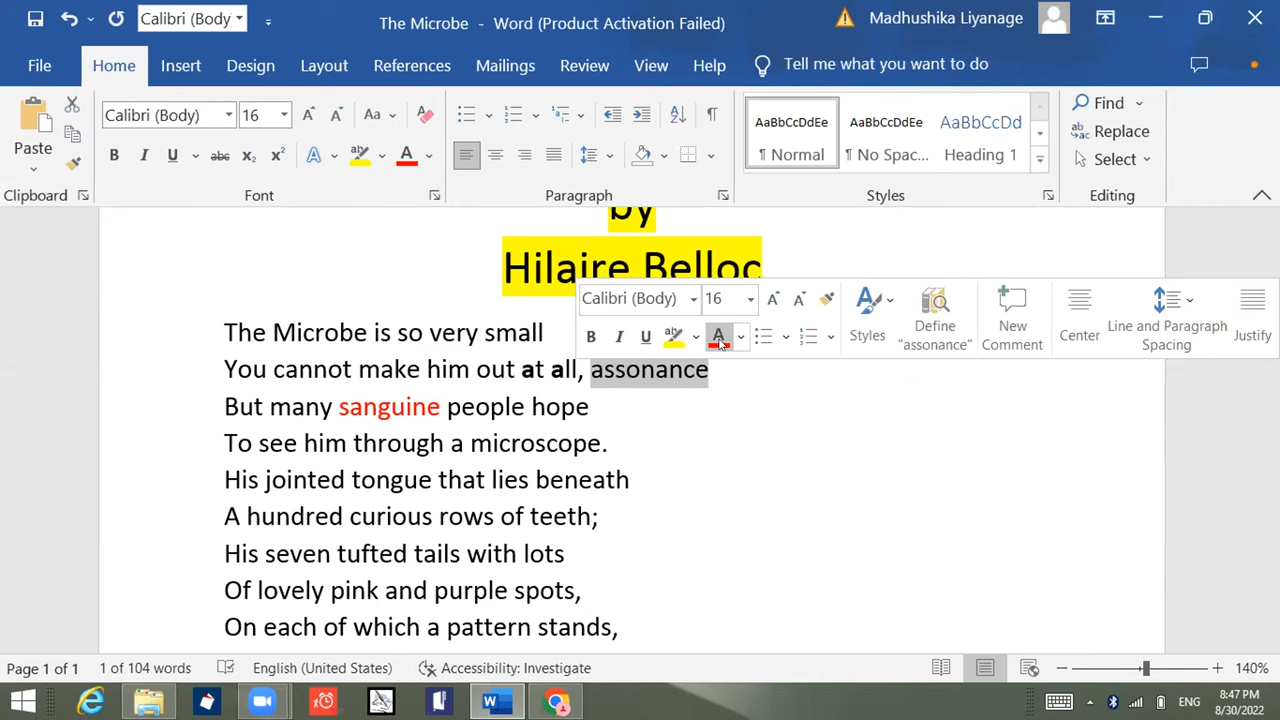 Calibri (Body
The Microbe - Word (Product Activation Failed)
Madhushika Liyanage
File Home Insert Design Layout References Mailings Review View Help Tell me what you want to do
Paste
Calibri (Body) 16
AaBbCcDdEe
¶ Normal
AaBbCcDdEe
¶ No Spac...
AaBbCcDd
Heading 1
Find
Replace
Select
Clipboard Font Paragraph Styles Editing
by
Hilaire Belloc
Calibri (Body) 16
Styles
Define
"assonance"
New
Comment
Center
Line and Paragraph
Spacing
Justify
The Microbe is so very small
You cannot make him out at all, assonance
But many sanguine people hope
To see him through a microscope.
His jointed tongue that lies beneath
A hundred curious rows of teeth;
His seven tufted tails with lots
Of lovely pink and purple spots,
On each of which a pattern stands,
Page 1 of 1 1 of 104 words English (United States) Accessibility: Investigate 140%
ENG
8:47 PM
8/30/2022